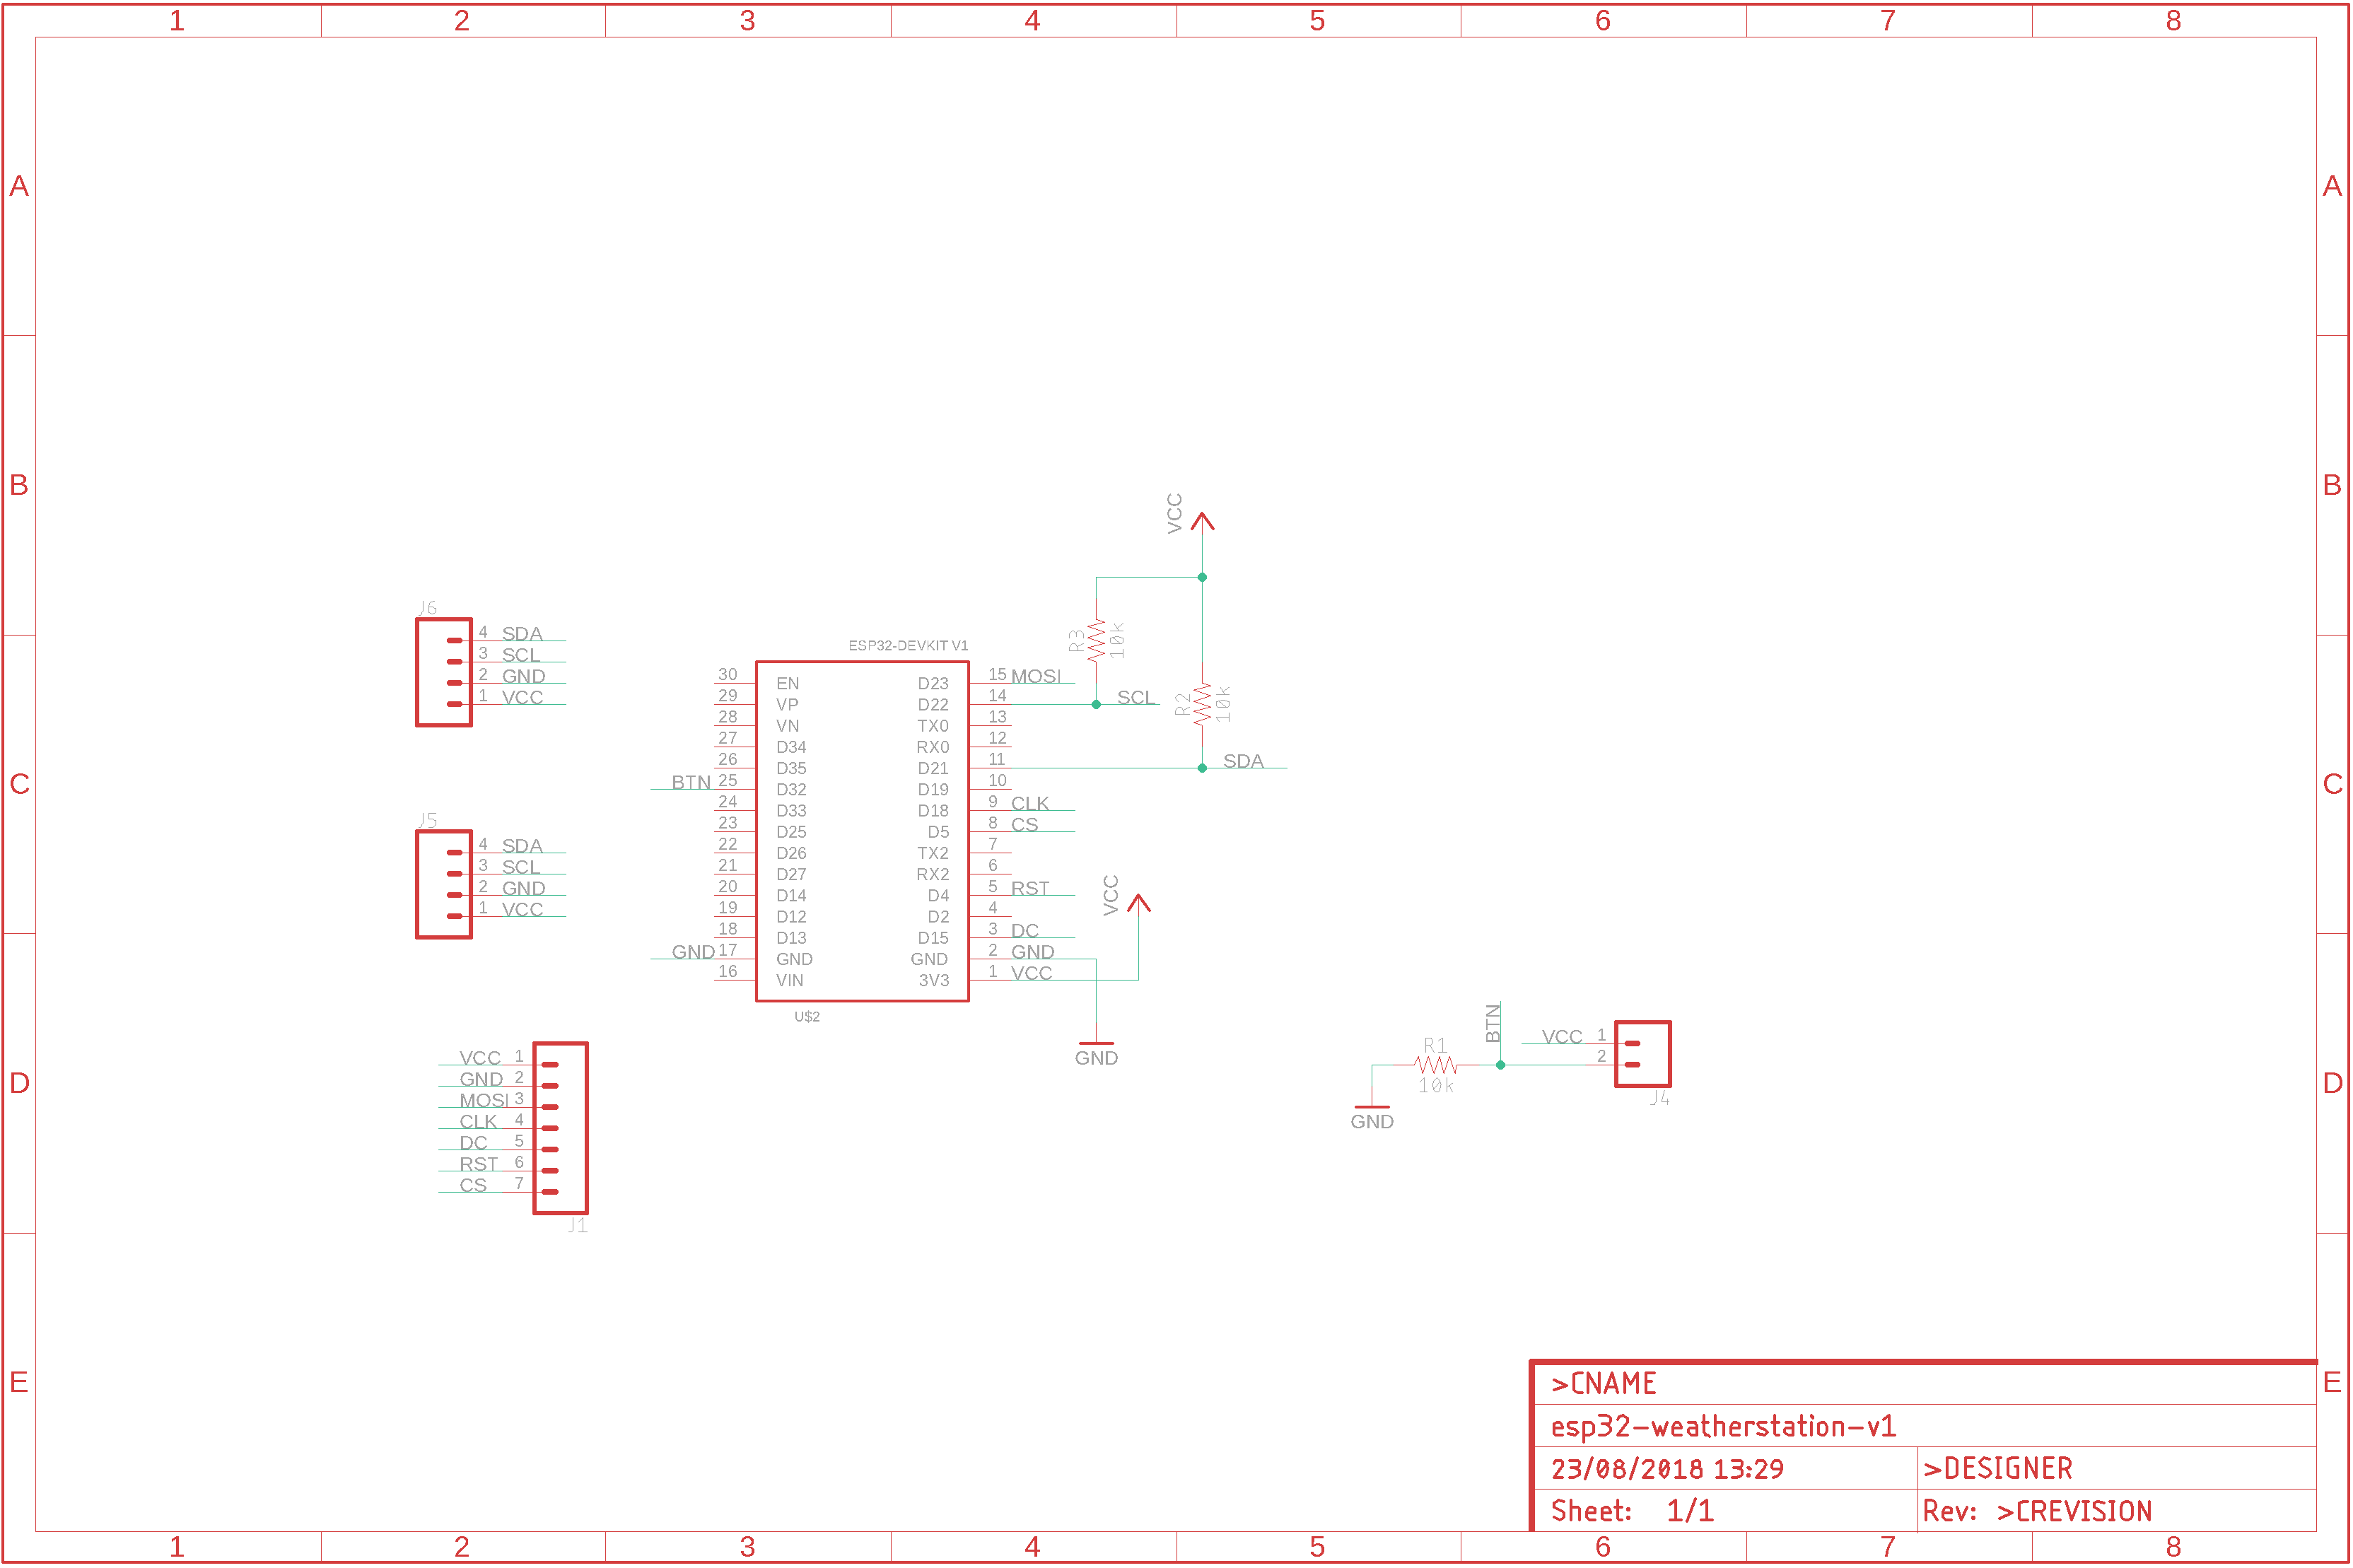 1 2 3 4 5 6 7 8
A A
B B
C C
D D
E E
VCC
J6
4 SDA
3 SCL
2 GND
1 VCC
J5
4 SDA
3 SCL
2 GND
1 VCC
VCC 1
GND 2
MOSI 3
CLK 4
DC 5
RST 6
CS 7
J1
ESP32-DEVKIT V1
30 EN D23 15 MOSI
29 VP D22 14 SCL
28 VN TX0 13
27 D34 RX0 12
26 D35 D21 11 SDA
BTN 25 D32 D19 10
24 D33 D18 9 CLK
23 D25 D5 8 CS
22 D26 TX2 7
21 D27 RX2 6
20 D14 D4 5 RST
19 D12 D2 4
18 D13 D15 3 DC
GND 17 GND GND 2 GND
16 VIN 3V3 1 VCC
U$2
R3
10k
R2
10k
VCC
GND
R1
10k
GND
BTN
VCC 1
2
J4
>CNAME
esp32-weatherstation-v1
23/08/2018 13:29 >DESIGNER
Sheet: 1/1 Rev: >CREVISION
1 2 3 4 5 6 7 8